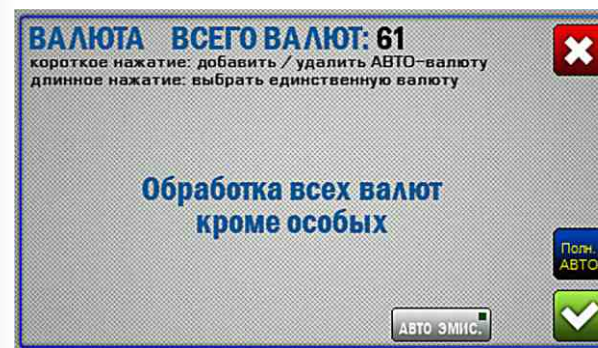 ВАЛЮТА ВСЕГО ВАЛЮТ: 61
короткое нажатие: добавить / удалить АВТО-валюту
длинное нажатие: выбрать единственную валюту
Обработка всех валют
кроме особых
Полн.
АВТО
АВТО ЭМИС.